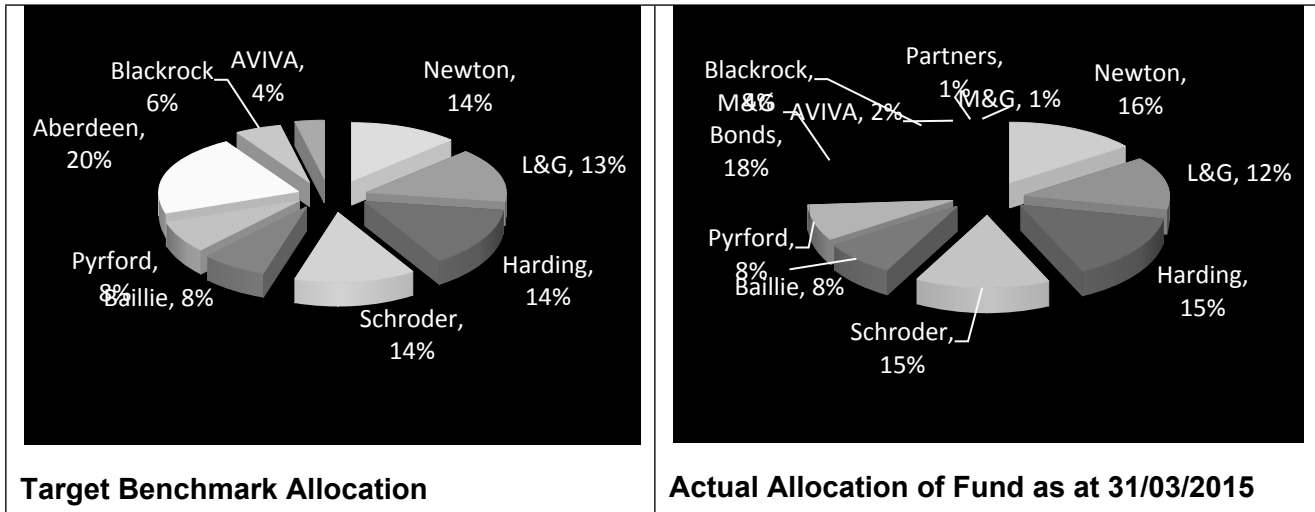 AVIVA,
4%
Blackrock
6%
Newton,
14%
Aberdeen,
20%
L&G, 13%
Pyrford,
8%
Baillie, 8%
Harding,
14%
Schroder,
14%
Target Benchmark Allocation
Partners,
1%
Blackrock,
M&G
Bonds,
18%
AVIVA, 2%
M&G, 1%
Newton,
16%
L&G, 12%
Pyrford,
8%
Baillie, 8%
Harding,
15%
Schroder,
15%
Actual Allocation of Fund as at 31/03/2015